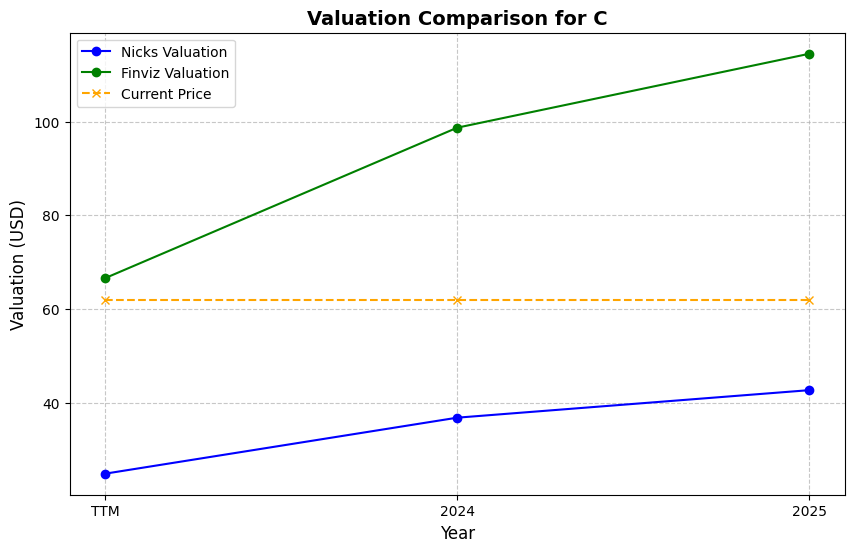 Valuation Comparison for C
Nicks Valuation
Finviz Valuation
Current Price
Valuation (USD)
100
80
60
40
TTM
2024
2025
Year